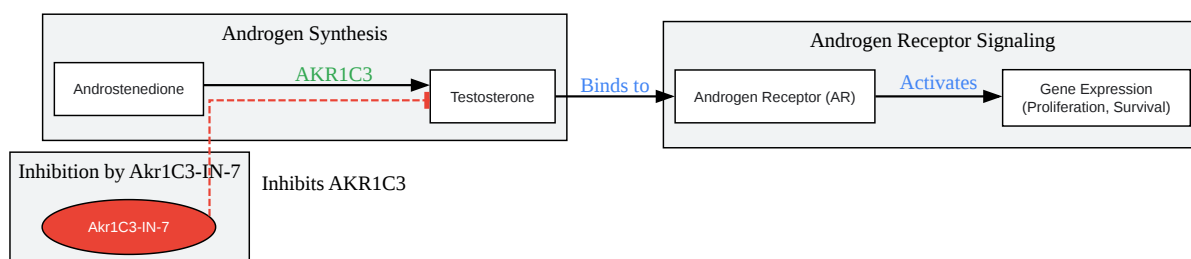 Androgen Synthesis
Androstenedione
AKR1C3
Testosterone
Binds to
Androgen Receptor Signaling
Androgen Receptor (AR)
Activates
Gene Expression
(Proliferation, Survival)
Inhibition by Akr1C3-IN-7
Inhibits AKR1C3
Akr1C3-IN-7